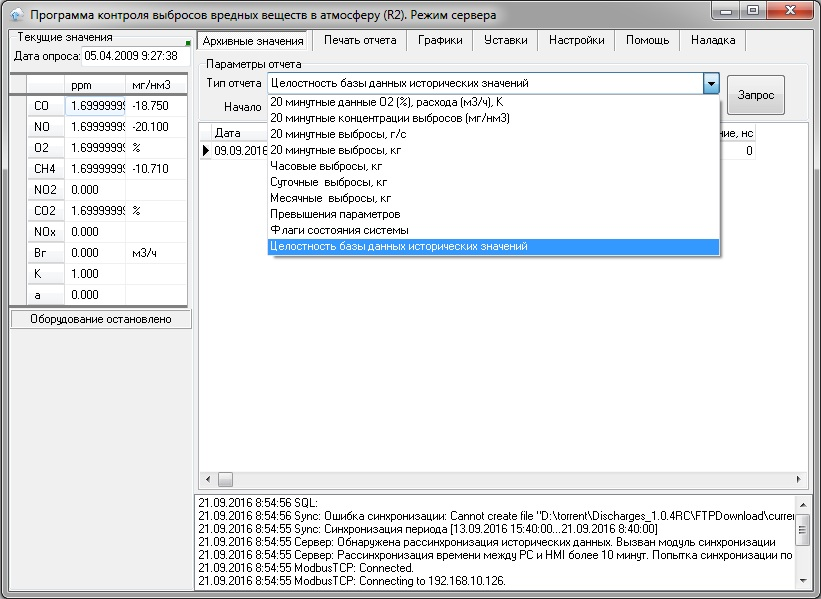 Программа контроля выбросов вредных веществ в атмосферу (R2). Режим сервера
Текущие значения
Дата опроса: 05.04.2009 9:27:38
ppm мг/нм3
CO 1.69999999 -18.750
NO 1.69999999 -20.100
O2 1.69999999 %
CH4 1.69999999 -10.710
NO2 0.000
CO2 1.69999999 %
NOx 0.000
Вг 0.000 м3/ч
K 1.000
a 0.000
Оборудование остановлено
Архивные значения Печать отчета Графики Уставки Настройки Помощь Наладка
Параметры отчета
Тип отчета Целостность базы данных исторических значений
Запрос
Начало
20 минутные данные O2 (%), расхода (м3/ч), K
20 минутные концентрации выбросов (мг/нм3)
20 минутные выбросы, г/с
20 минутные выбросы, кг
Часовые выбросы, кг
Суточные выбросы, кг
Месячные выбросы, кг
Превышения параметров
Флаги состояния системы
Целостность базы данных исторических значений
Дата ние, нс
09.09.2016 0
21.09.2016 8:54:56 SQL:
21.09.2016 8:54:56 Sync: Ошибка синхронизации: Cannot create file "D:\torrent\Discharges_1.0.4RC\FTPDownload\curren
21.09.2016 8:54:55 Sync: Синхронизация периода [13.09.2016 15:40:00...21.09.2016 8:40:00]
21.09.2016 8:54:55 Сервер: Обнаружена рассинхронизация исторических данных. Вызван модуль синхронизации
21.09.2016 8:54:55 Сервер: Рассинхронизация времени между PC и HMI более 10 минут. Попытка синхронизации по
21.09.2016 8:54:55 ModbusTCP: Connected.
21.09.2016 8:54:55 ModbusTCP: Connecting to 192.168.10.126.